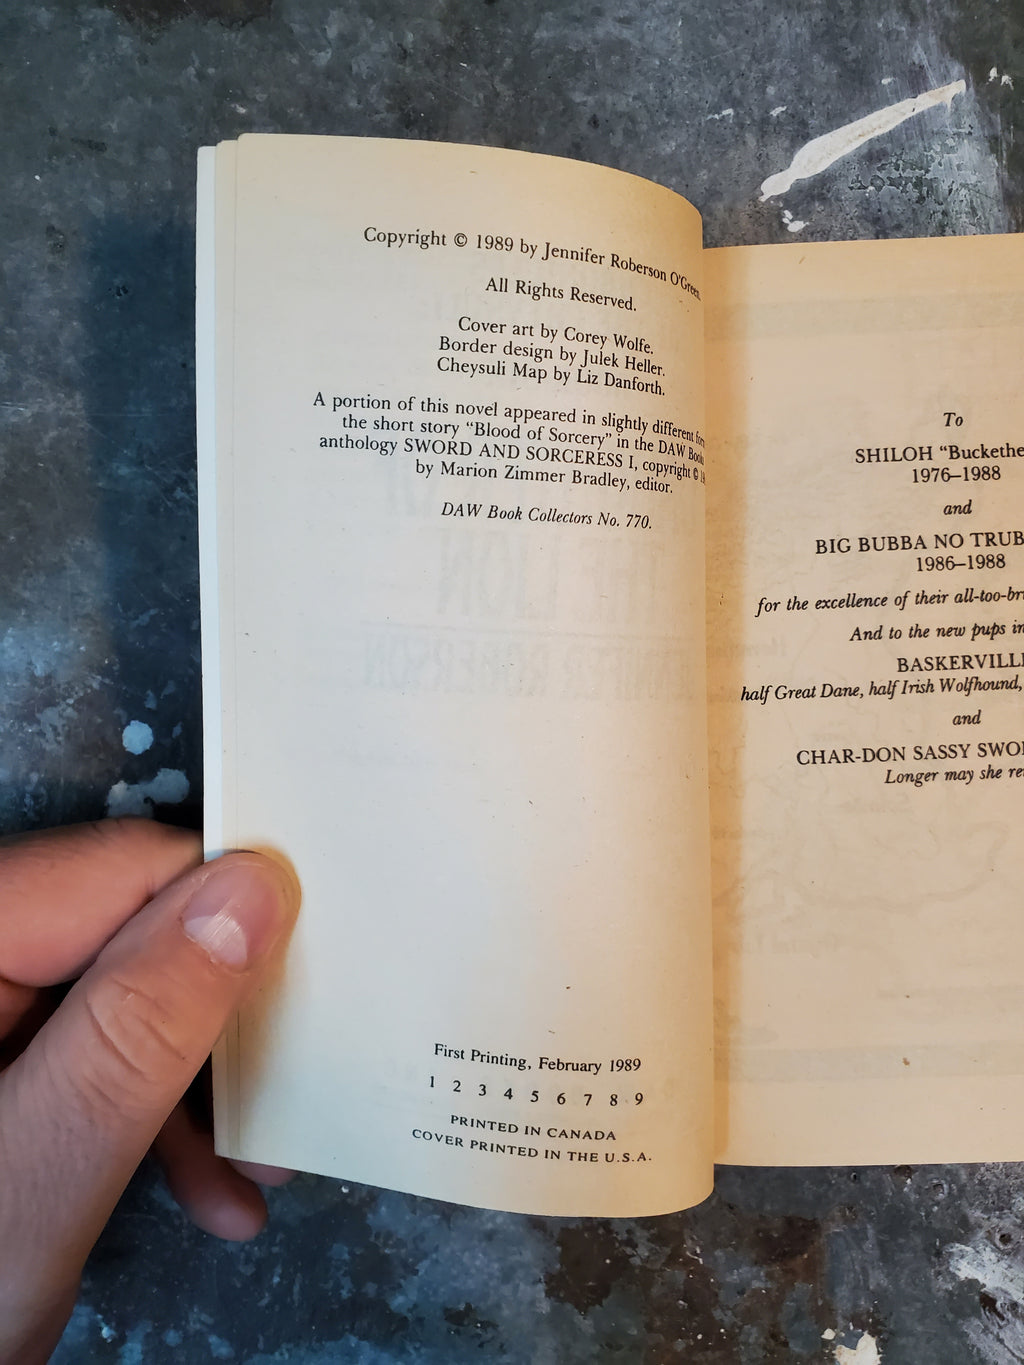 Copyright © 1989 by Jennifer Roberson O'Green.
All Rights Reserved.
Cover art by Corey Wolfe.
Border design by Julek Heller.
Cheysuli Map by Liz Danforth.
A portion of this novel appeared in slightly different
the short story “Blood of Sorcery” in the DAW
anthology SWORD AND SORCERESS I, copyright ©
by Marion Zimmer Bradley, editor.
DAW Book Collectors No. 770.
First Printing, February 1989
1 2 3 4 5 6 7 8 9
PRINTED IN CANADA
COVER PRINTED IN THE U.S.A.
To
SHILOH “Buckethe
1976–1988
and
BIG BUBBA NO TRUB
1986–1988
for the excellence of their all-too-br
And to the new pups in
BASKERVILLE
half Great Dane, half Irish Wolfhound,
and
CHAR-DON SASSY SWO
Longer may she re